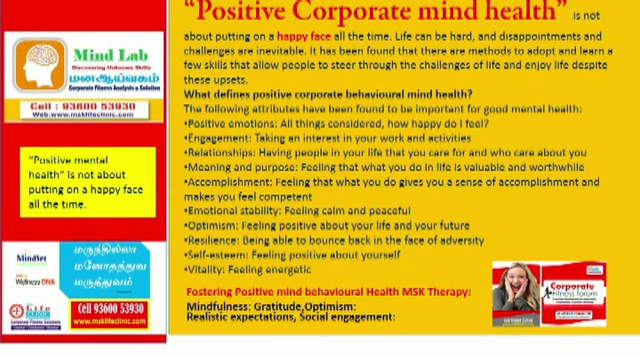 Mind Lab
Discovering Unknown Skills
மனஆய்வகம்
Corporate Fitness Analysis & Solution
Cell : 93600 53930
Web:www.msklifeclinic.com
"Positive mental
health" is not about
putting on a happy face
all the time.
MindSet
Wellness DNA
Life
Corporate Fitness Solutions
மருந்தில்லா
மனோதத்துவ
மருத்துவம்
Cell 93600 53930
www.msklifeclinic.com
"Positive Corporate mind health" is not
about putting on a happy face all the time. Life can be hard, and disappointments and
challenges are inevitable. It has been found that there are methods to adopt and learn a
few skills that allow people to steer through the challenges of life and enjoy life despite
these upsets.
What defines positive corporate behavioural mind health?
The following attributes have been found to be important for good mental health:
•Positive emotions: All things considered, how happy do I feel?
•Engagement: Taking an interest in your work and activities
•Relationships: Having people in your life that you care for and who care about you
•Meaning and purpose: Feeling that what you do in life is valuable and worthwhile
•Accomplishment: Feeling that what you do gives you a sense of accomplishment and
makes you feel competent
•Emotional stability: Feeling calm and peaceful
•Optimism: Feeling positive about your life and your future
•Resilience: Being able to bounce back in the face of adversity
•Self-esteem: Feeling positive about yourself
•Vitality: Feeling energetic
Fostering Positive mind behavioural Health MSK Therapy:
Mindfulness: Gratitude,Optimism:
Realistic expectations, Social engagement:
Corporate
Fitness forum